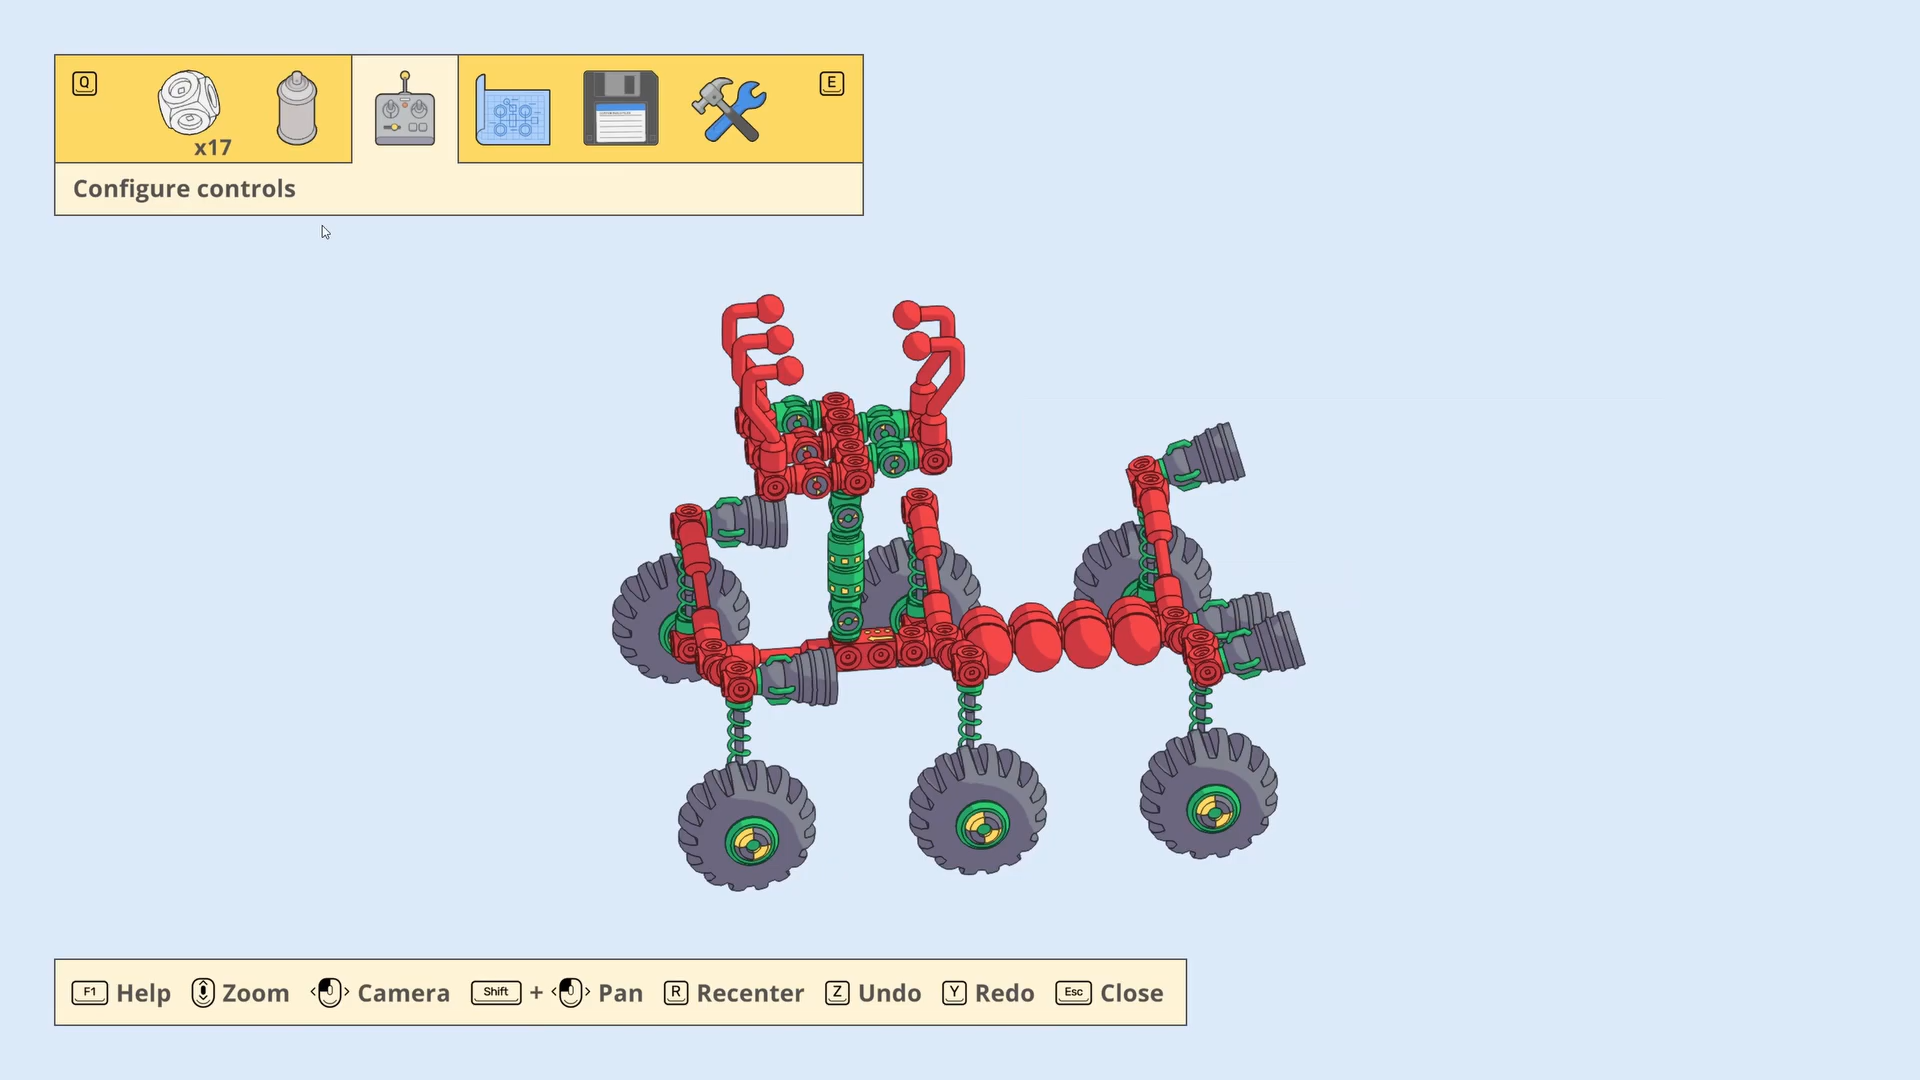 Q
E
x17
Configure controls
F1 Help Zoom Camera Shift + Pan R Recenter Z Undo Y Redo Esc Close